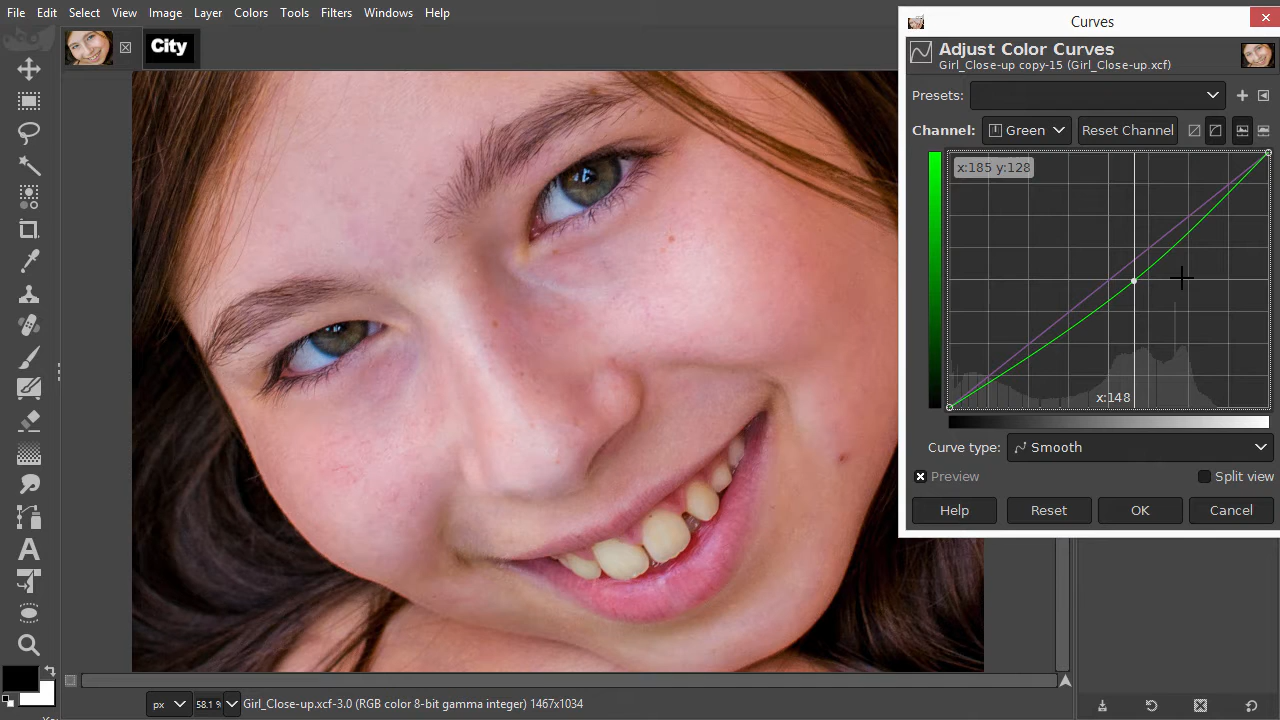 File Edit Select View Image Layer Colors Tools Filters Windows Help
City
Curves
Adjust Color Curves
Girl_Close-up copy-15 (Girl_Close-up.xcf)
Presets:
Channel: Green Reset Channel
x:185 y:128
x:148
Curve type: Smooth
Preview Split view
Help Reset OK Cancel
px 58.1 % Girl_Close-up.xcf-3.0 (RGB color 8-bit gamma integer) 1467x1034